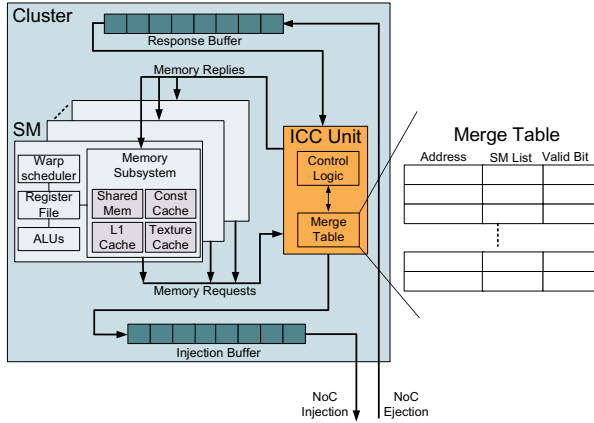 Cluster
Response Buffer
Memory Replies
SM
Warp
scheduler
Register
File
ALUs
Memory
Subsystem
Shared
Mem
Const
Cache
L1
Cache
Texture
Cache
ICC Unit
Control
Logic
Merge
Table
Memory Requests
Injection Buffer
NoC
Injection
NoC
Ejection
Merge Table
Address SM List Valid Bit